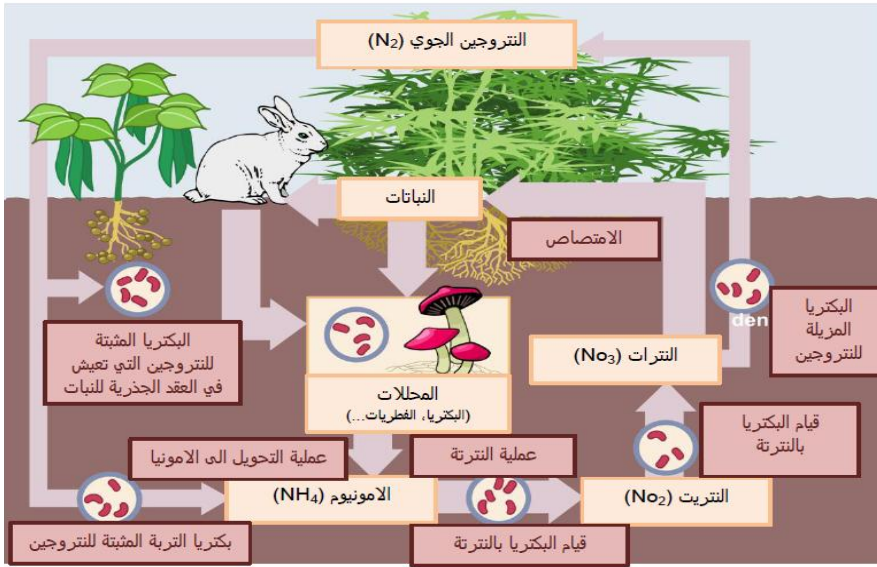 النتروجين الجوي (N₂)
النباتات
الامتصاص
البكتريا
المزيلة
للنتروجين
den
البكتريا المثبتة
للنتروجين التي تعيش
في العقد الجذرية للنبات
النترات (No₃)
المحللات
(البكتريا، الفطريات...)
قيام البكتريا
بالنترتة
عملية التحويل الى الامونيا
عملية النترتة
الامونيوم (NH₄)
النتريت (No₂)
بكتريا التربة المثبتة للنتروجين
قيام البكتريا بالنترتة